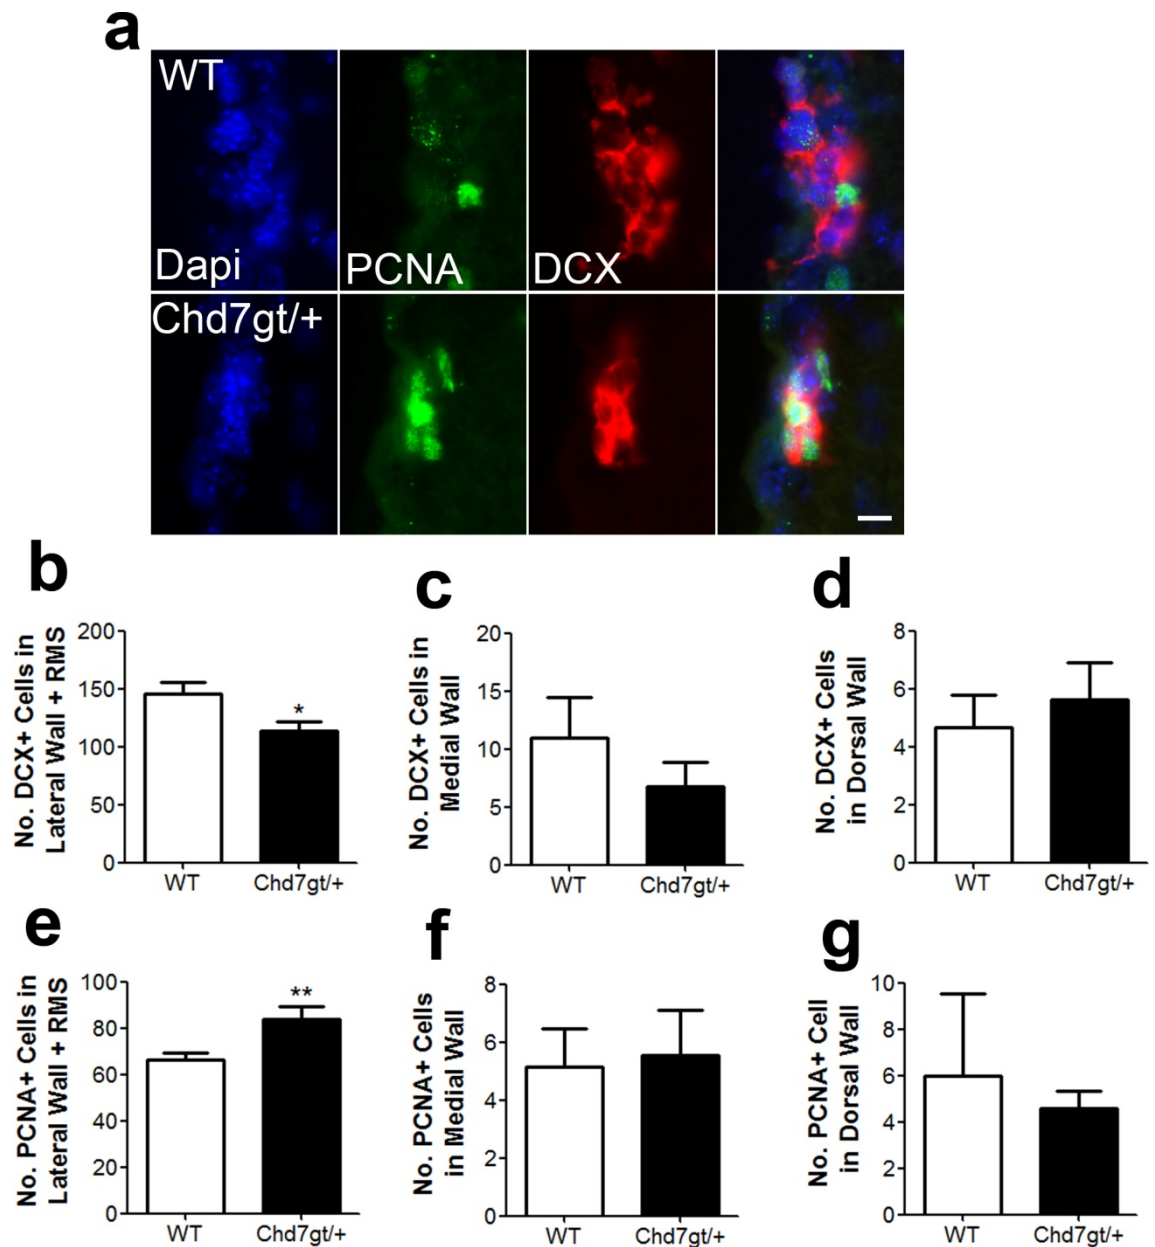 a
WT
Dapi
PCNA
DCX
Chd7gt/+
b
No. DCX+ Cells in
Lateral Wall + RMS
200
150
100
50
0
*
WT
Chd7gt/+
c
No. DCX+ Cells in
Medial Wall
20
15
10
5
0
WT
Chd7gt/+
d
No. DCX+ Cells
in Dorsal Wall
8
6
4
2
0
WT
Chd7gt/+
e
No. PCNA+ Cells in
Lateral Wall + RMS
100
80
60
40
20
0
**
WT
Chd7gt/+
f
No. PCNA+ Cells
in Medial Wall
8
6
4
2
0
WT
Chd7gt/+
g
No. PCNA+ Cell
in Dorsal Wall
10
8
6
4
2
0
WT
Chd7gt/+